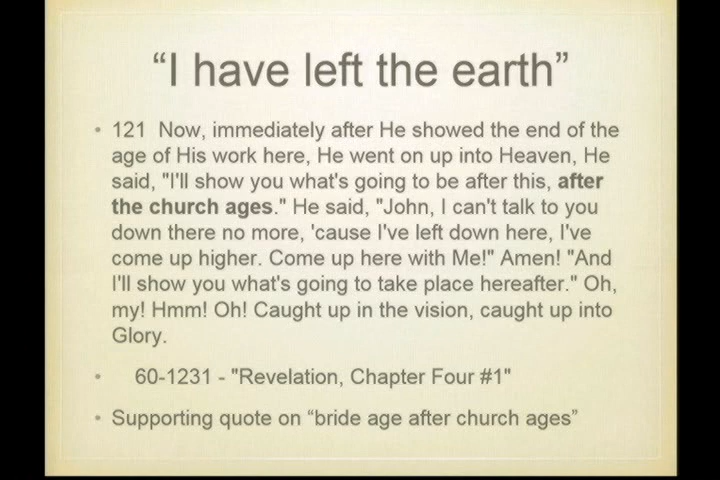 “I have left the earth”
• 121 Now, immediately after He showed the end of the
age of His work here, He went on up into Heaven, He
said, "I'll show you what's going to be after this, after
the church ages." He said, "John, I can't talk to you
down there no more, 'cause I've left down here, I've
come up higher. Come up here with Me!" Amen! "And
I'll show you what's going to take place hereafter." Oh,
my! Hmm! Oh! Caught up in the vision, caught up into
Glory.
• 60-1231 - "Revelation, Chapter Four #1"
• Supporting quote on “bride age after church ages”